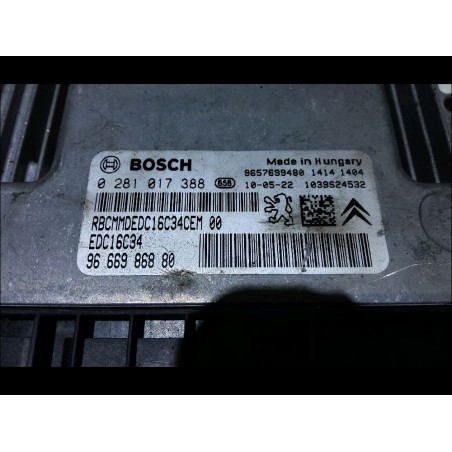 BOSCH
Made in Hungary
9657699480 1414 1404
0 281 017 388 656 10-05-22 1039S24532
RBCMMDEDC16C34CEM 00
EDC16C34
96 669 868 80